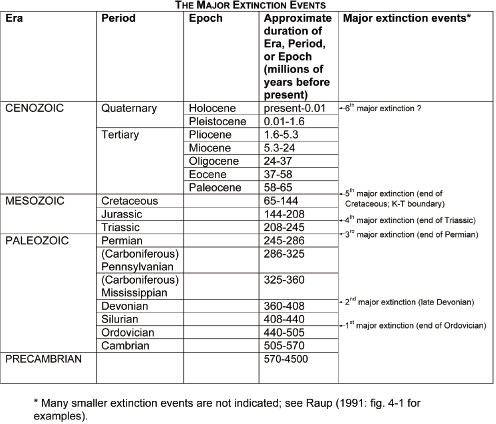 THE MAJOR EXTINCTION EVENTS
Era Period Epoch Approximate duration of Era, Period, or Epoch (millions of years before present) Major extinction events*
CENOZOIC Quaternary Holocene present-0.01 6th major extinction ?
Pleistocene 0.01-1.6
Tertiary Pliocene 1.6-5.3
Miocene 5.3-24
Oligocene 24-37
Eocene 37-58
Paleocene 58-65
5th major extinction (end of
Cretaceous; K-T boundary)
MESOZOIC Cretaceous 65-144
Jurassic 144-208
4th major extinction (end of Triassic)
Triassic 208-245
3rd major extinction (end of Permian)
PALEOZOIC Permian 245-286
(Carboniferous) 286-325
Pennsylvanian
(Carboniferous) 325-360
Mississippian
2nd major extinction (late Devonian)
Devonian 360-408
Silurian 408-440
1st major extinction (end of Ordovician)
Ordovician 440-505
Cambrian 505-570
PRECAMBRIAN 570-4500
* Many smaller extinction events are not indicated; see Raup (1991: fig. 4-1 for
examples).